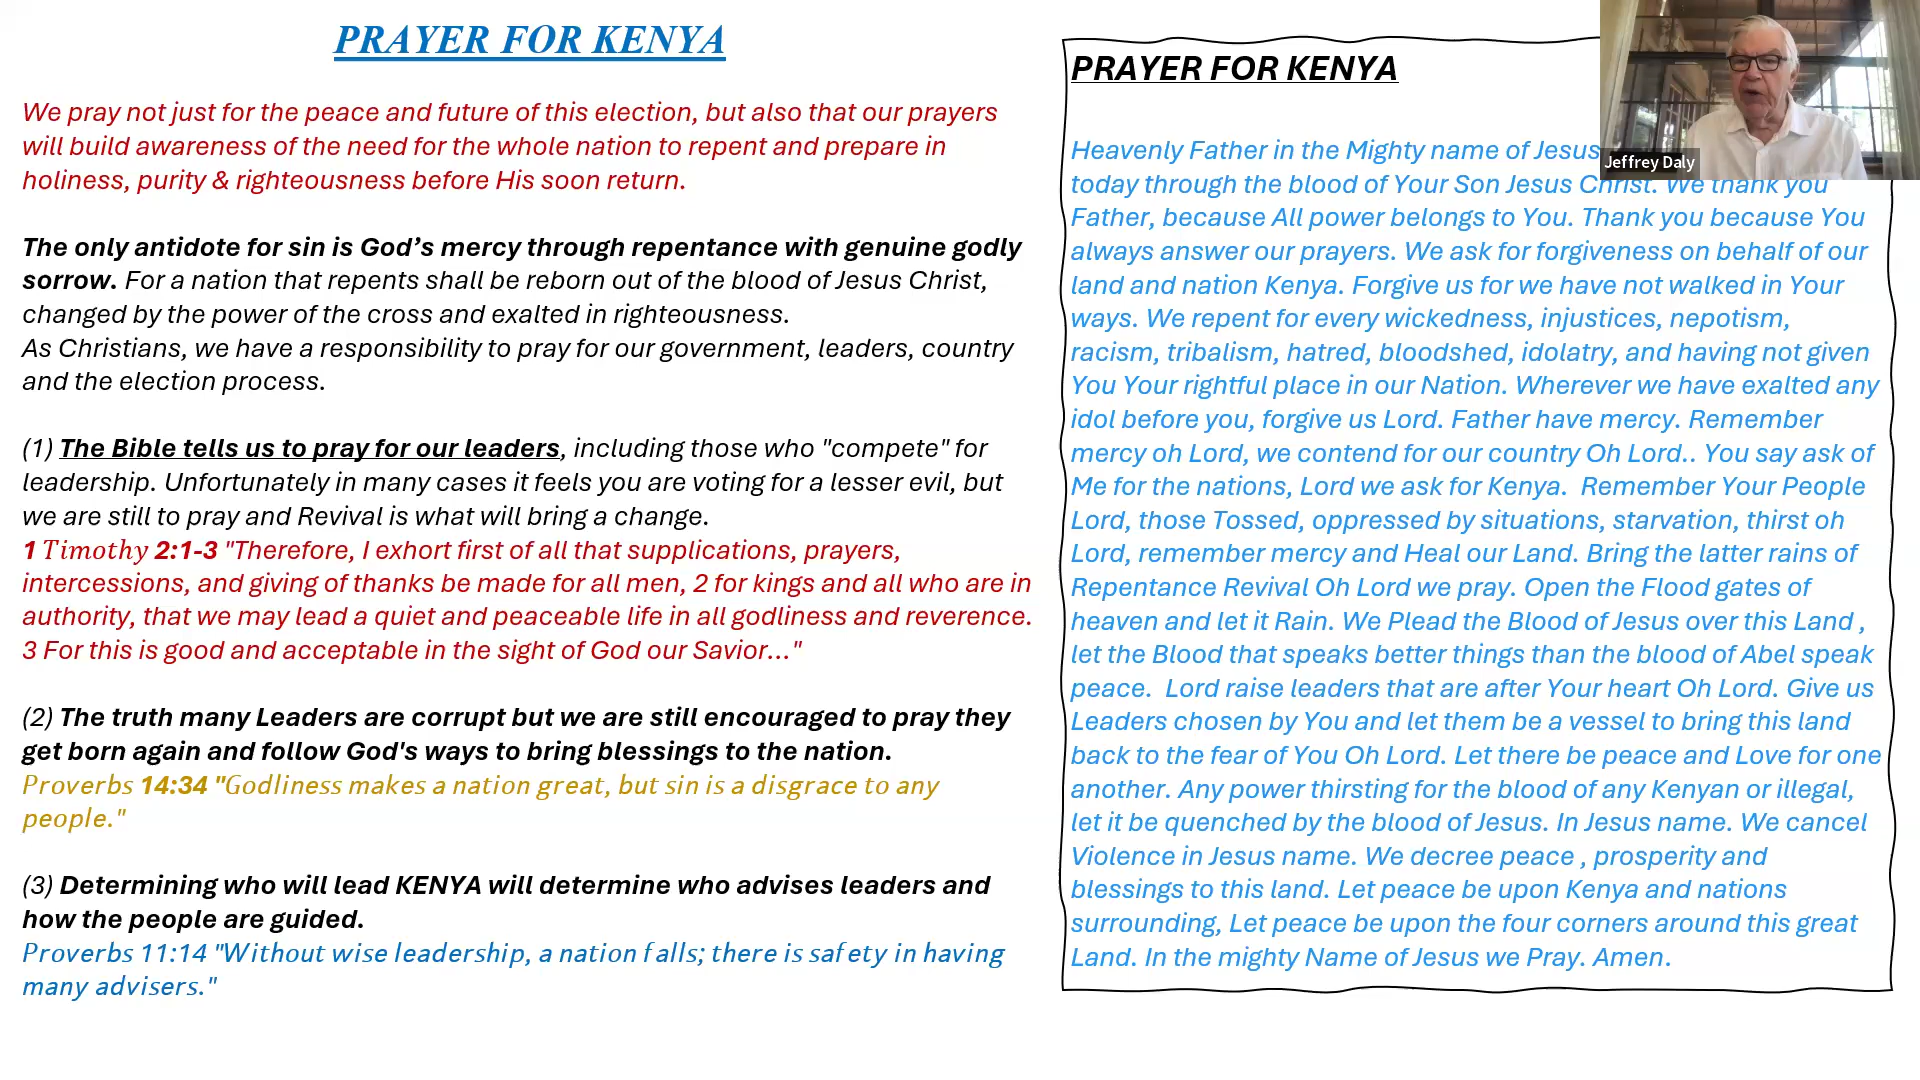 PRAYER FOR KENYA
We pray not just for the peace and future of this election, but also that our prayers
will build awareness of the need for the whole nation to repent and prepare in
holiness, purity & righteousness before His soon return.
The only antidote for sin is God’s mercy through repentance with genuine godly
sorrow. For a nation that repents shall be reborn out of the blood of Jesus Christ,
changed by the power of the cross and exalted in righteousness.
As Christians, we have a responsibility to pray for our government, leaders, country
and the election process.
(1) The Bible tells us to pray for our leaders, including those who "compete" for
leadership. Unfortunately in many cases it feels you are voting for a lesser evil, but
we are still to pray and Revival is what will bring a change.
1 Timothy 2:1-3 "Therefore, I exhort first of all that supplications, prayers,
intercessions, and giving of thanks be made for all men, 2 for kings and all who are in
authority, that we may lead a quiet and peaceable life in all godliness and reverence.
3 For this is good and acceptable in the sight of God our Savior..."
(2) The truth many Leaders are corrupt but we are still encouraged to pray they
get born again and follow God's ways to bring blessings to the nation.
Proverbs 14:34 "Godliness makes a nation great, but sin is a disgrace to any
people."
(3) Determining who will lead KENYA will determine who advises leaders and
how the people are guided.
Proverbs 11:14 "Without wise leadership, a nation falls; there is safety in having
many advisers."
PRAYER FOR KENYA
Heavenly Father in the Mighty name of Jesus
today through the blood of Your Son Jesus Christ. We thank you
Father, because All power belongs to You. Thank you because You
always answer our prayers. We ask for forgiveness on behalf of our
land and nation Kenya. Forgive us for we have not walked in Your
ways. We repent for every wickedness, injustices, nepotism,
racism, tribalism, hatred, bloodshed, idolatry, and having not given
You Your rightful place in our Nation. Wherever we have exalted any
idol before you, forgive us Lord. Father have mercy. Remember
mercy oh Lord, we contend for our country Oh Lord.. You say ask of
Me for the nations, Lord we ask for Kenya. Remember Your People
Lord, those Tossed, oppressed by situations, starvation, thirst oh
Lord, remember mercy and Heal our Land. Bring the latter rains of
Repentance Revival Oh Lord we pray. Open the Flood gates of
heaven and let it Rain. We Plead the Blood of Jesus over this Land ,
let the Blood that speaks better things than the blood of Abel speak
peace. Lord raise leaders that are after Your heart Oh Lord. Give us
Leaders chosen by You and let them be a vessel to bring this land
back to the fear of You Oh Lord. Let there be peace and Love for one
another. Any power thirsting for the blood of any Kenyan or illegal,
let it be quenched by the blood of Jesus. In Jesus name. We cancel
Violence in Jesus name. We decree peace , prosperity and
blessings to this land. Let peace be upon Kenya and nations
surrounding, Let peace be upon the four corners around this great
Land. In the mighty Name of Jesus we Pray. Amen.
Jeffrey Daly